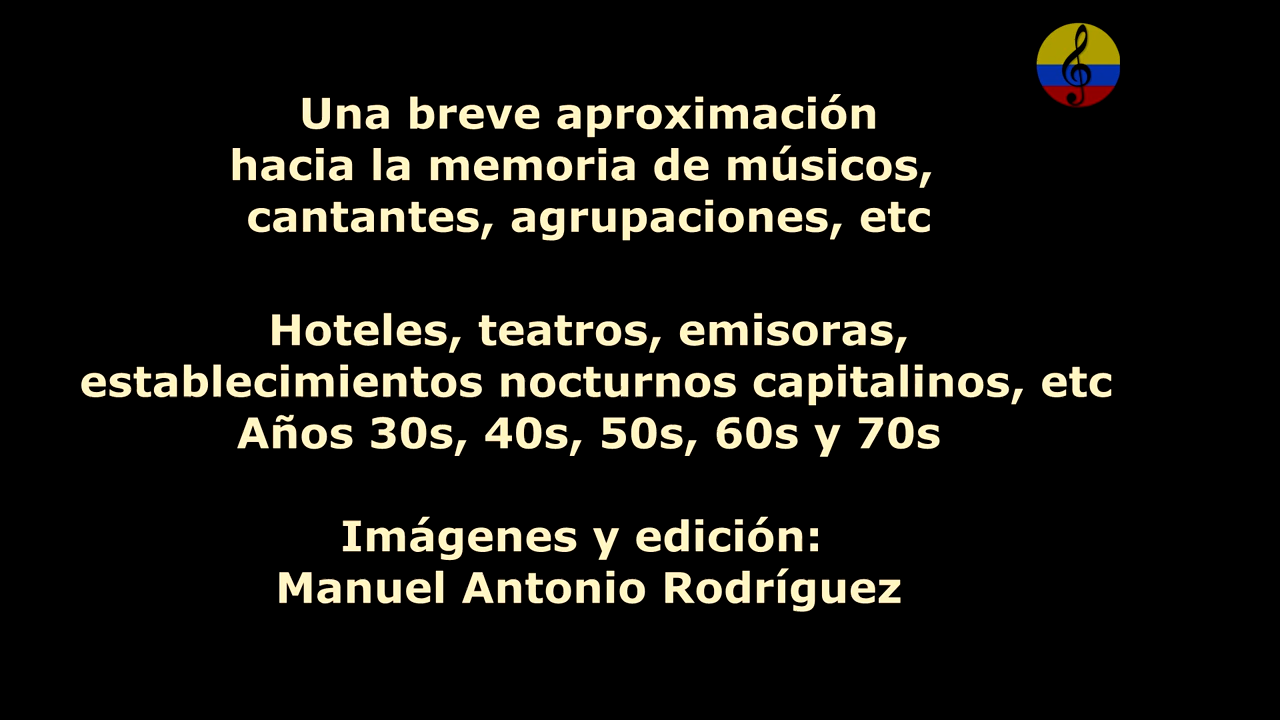 Una breve aproximación
hacia la memoria de músicos,
cantantes, agrupaciones, etc
Hoteles, teatros, emisoras,
establecimientos nocturnos capitalinos, etc
Años 30s, 40s, 50s, 60s y 70s
Imágenes y edición:
Manuel Antonio Rodríguez